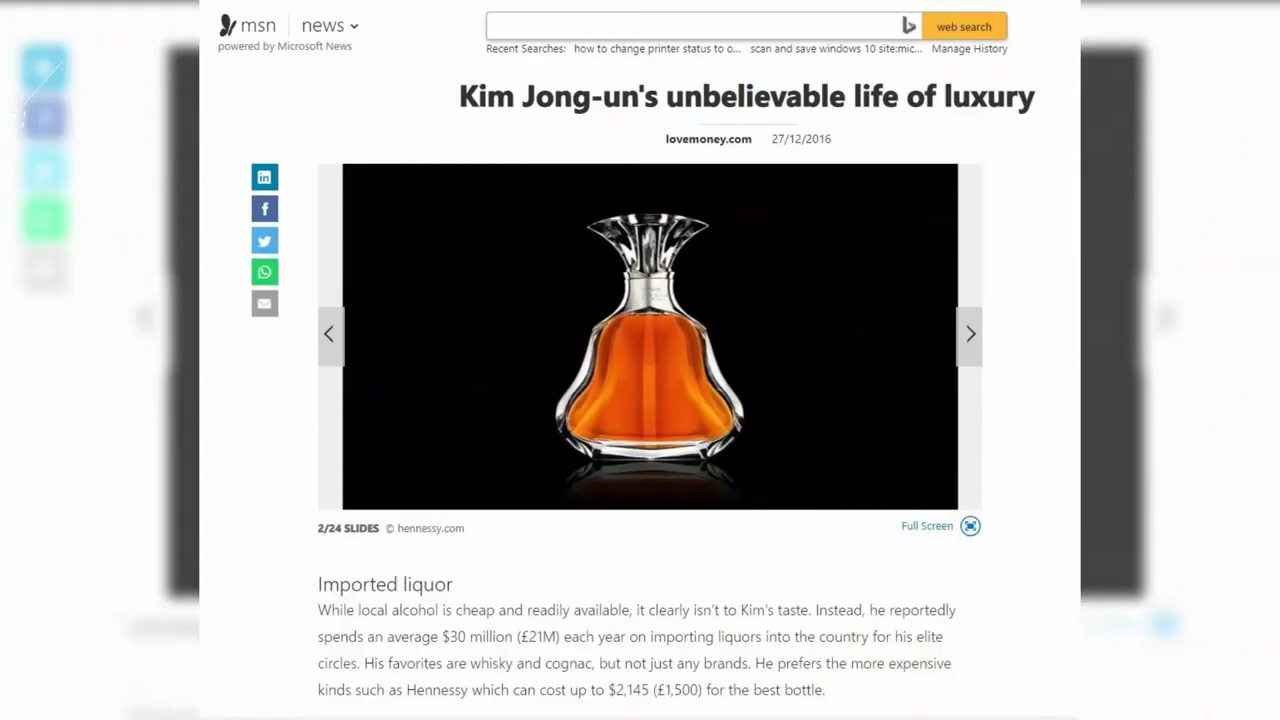 msn news
web search
powered by Microsoft News
Recent Searches: how to change printer status to o... scan and save windows 10 site:mic... Manage History
Kim Jong-un's unbelievable life of luxury
lovemoney.com 27/12/2016
2/24 SLIDES © hennessy.com
Full Screen
Imported liquor
While local alcohol is cheap and readily available, it clearly isn't to Kim's taste. Instead, he reportedly
spends an average $30 million (£21M) each year on importing liquors into the country for his elite
circles. His favorites are whisky and cognac, but not just any brands. He prefers the more expensive
kinds such as Hennessy which can cost up to $2,145 (£1,500) for the best bottle.